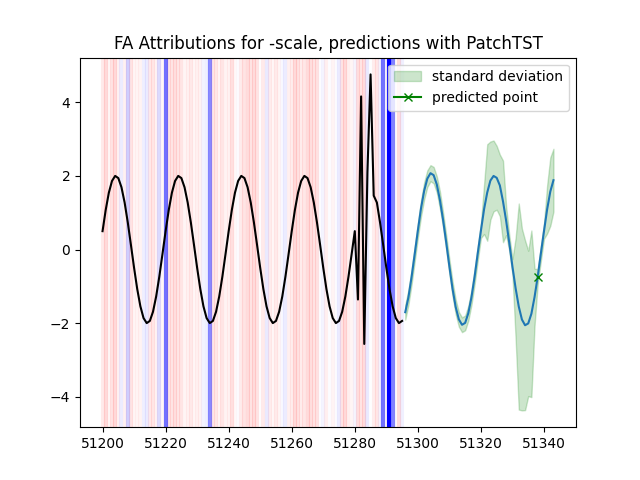 FA Attributions for -scale, predictions with PatchTST
standard deviation
predicted point
4
2
0
−2
−4
51200 51220 51240 51260 51280 51300 51320 51340